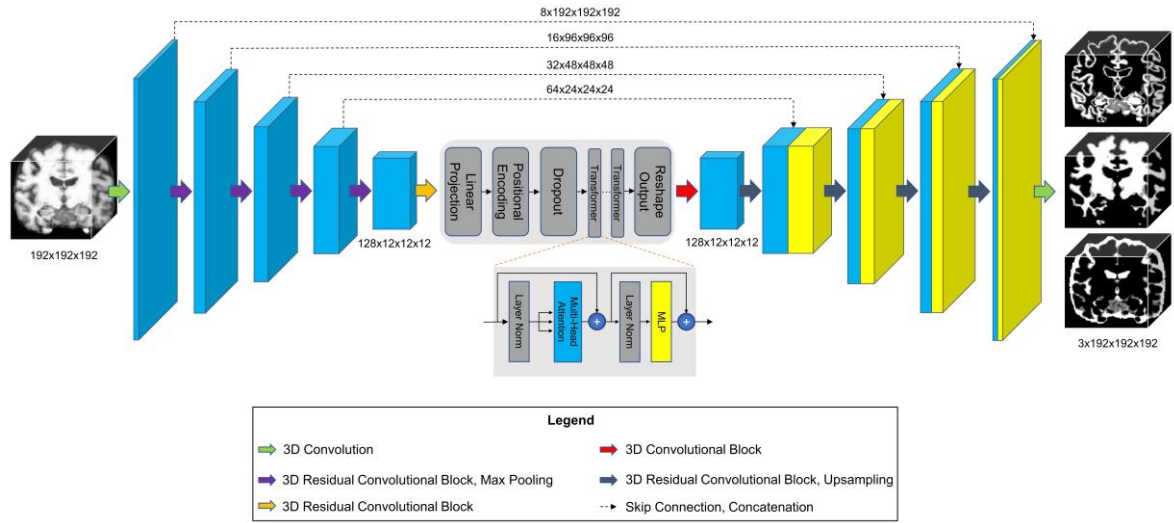 8x192x192x192
16x96x96x96
32x48x48x48
64x24x24x24
192x192x192
128x12x12x12
Linear
Projection
Positional
Encoding
Dropout
Transformer
Transformer
Reshape
Output
128x12x12x12
3x192x192x192
Layer Norm
Multi-Head
Attention
+
Layer Norm
MLP
+
Legend
3D Convolution
3D Convolutional Block
3D Residual Convolutional Block, Max Pooling
3D Residual Convolutional Block, Upsampling
3D Residual Convolutional Block
Skip Connection, Concatenation